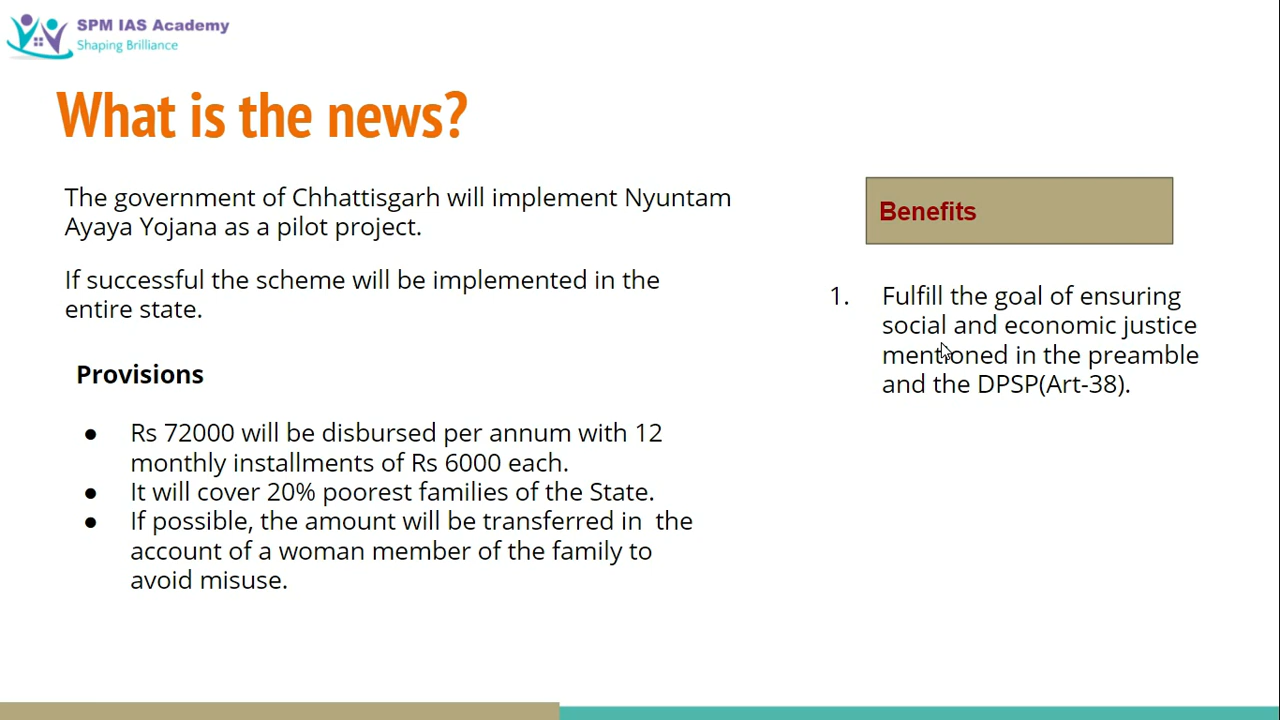 SPM IAS Academy
Shaping Brilliance
What is the news?
The government of Chhattisgarh will implement Nyuntam
Ayaya Yojana as a pilot project.
If successful the scheme will be implemented in the
entire state.
Provisions
● Rs 72000 will be disbursed per annum with 12
monthly installments of Rs 6000 each.
● It will cover 20% poorest families of the State.
● If possible, the amount will be transferred in  the
account of a woman member of the family to
avoid misuse.
Benefits
1. Fulfill the goal of ensuring
social and economic justice
mentioned in the preamble
and the DPSP(Art-38).